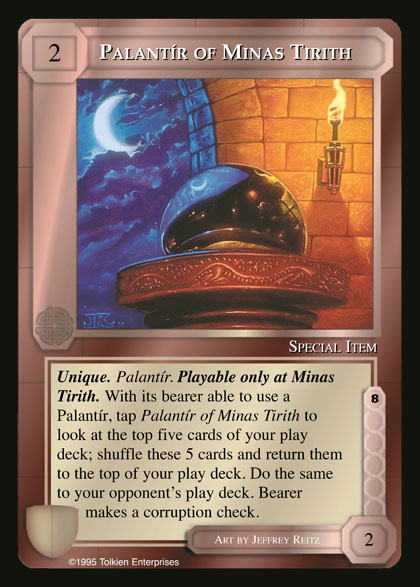 2
PALANTÍR OF MINAS TIRITH
SPECIAL ITEM
Unique. Palantír. Playable only at Minas
Tirith. With its bearer able to use a
Palantír, tap Palantír of Minas Tirith to
look at the top five cards of your play
deck; shuffle these 5 cards and return them
to the top of your play deck. Do the same
to your opponent's play deck. Bearer
makes a corruption check.
8
ART BY JEFFREY REITZ
2
©1995 Tolkien Enterprises